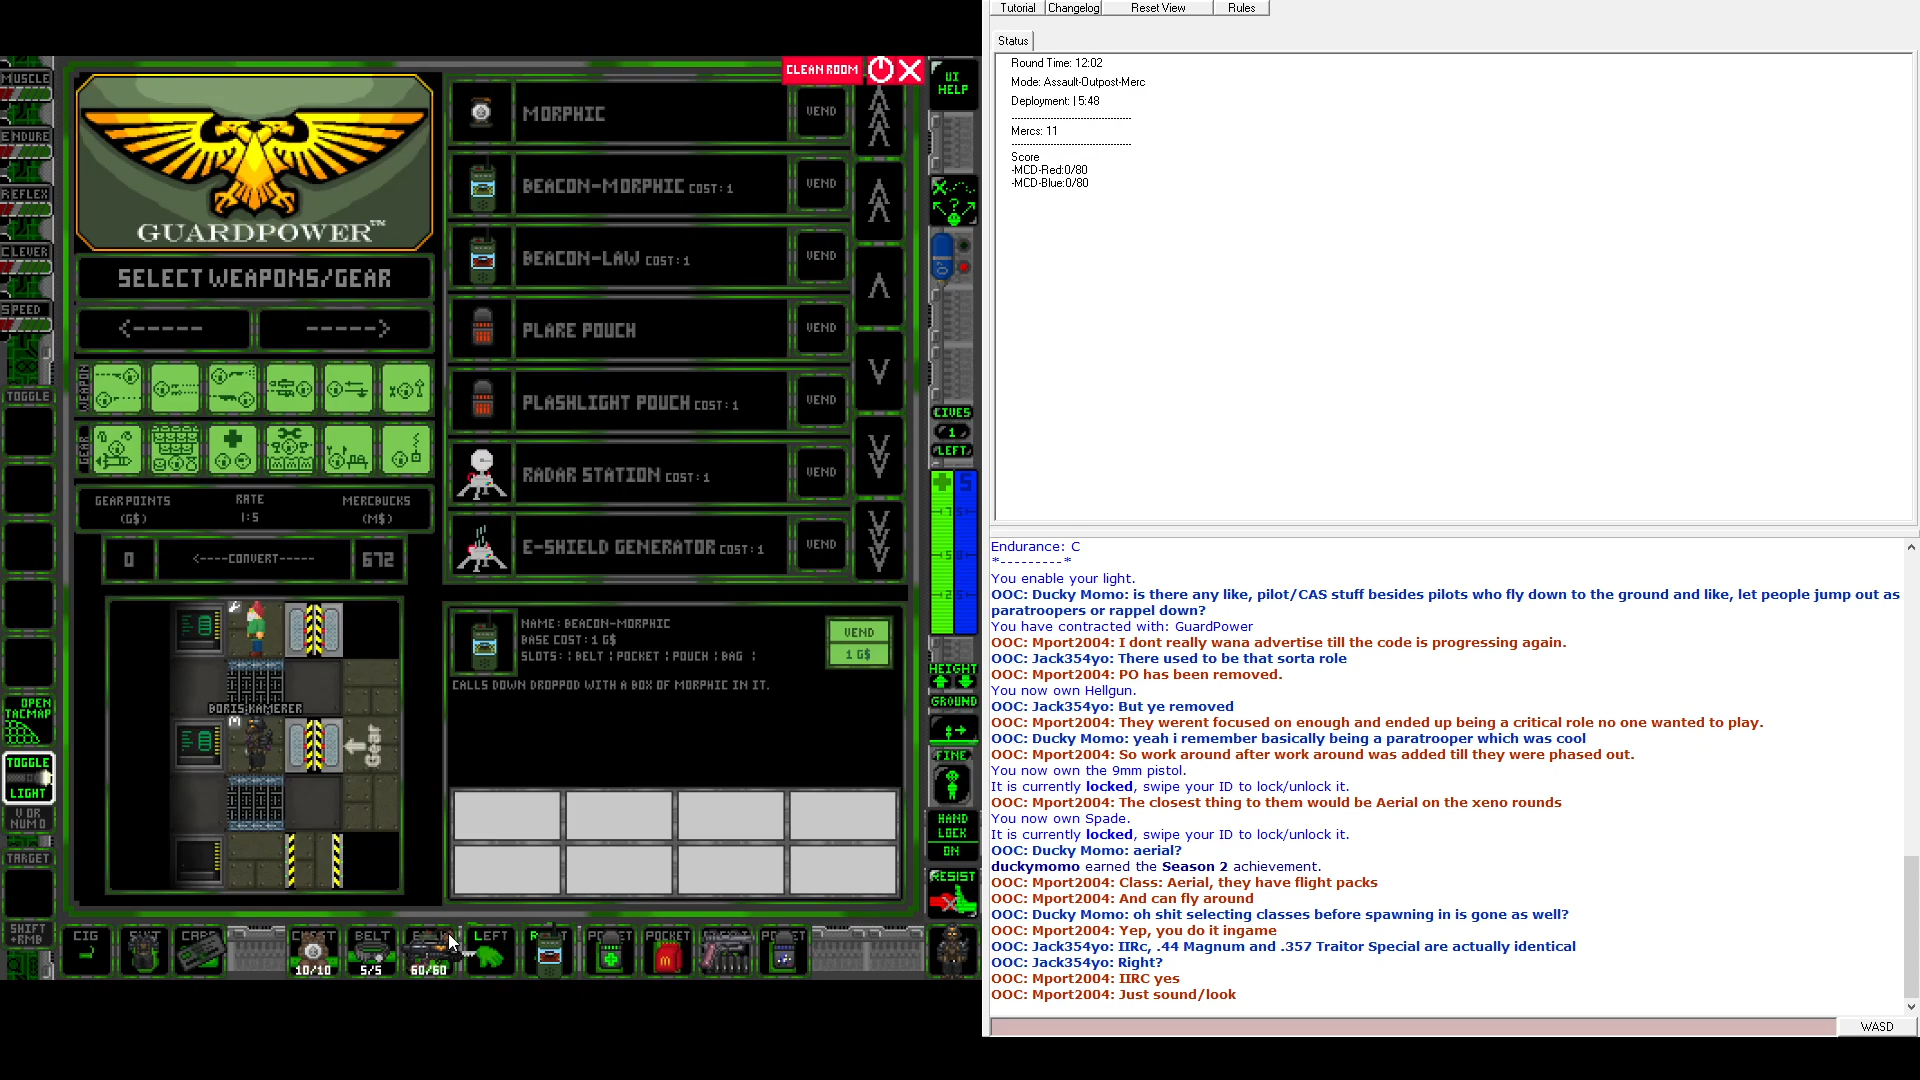 MUSCLE
ENDURE
REFLEX
CLEVER
SPEED
TOGGLE
OPEN
TACMAP
TOGGLE
LIGHT
V OR
NUM 0
TARGET
SHIFT
+RMB
GUARDPOWER™
SELECT WEAPONS/GEAR
<----- ----->
WEAPON
GEAR
GEARPOINTS RATE MERCBUCKS
(G$) 1:5 (M$)
0 <----CONVERT----- 672
BORIS KAMERER
Gear
CLEAN ROOM
MORPHIC VEND
BEACON-MORPHIC COST: 1 VEND
BEACON-LAW COST: 1 VEND
PLARE POUCH VEND
PLASHLIGHT POUCH COST: 1 VEND
RADAR STATION COST: 1 VEND
E-SHIELD GENERATOR COST: 1 VEND
NAME: BEACON-MORPHIC
BASE COST: 1 G$
SLOTS: : BELT : POCKET : POUCH : BAG :
VEND
1 G$
CALLS DOWN DROPPOD WITH A BOX OF MORPHIC IN IT.
CIG
BELT
LEFT
POCKET
10/10
5/5
60/60
UI
HELP
CIVES
1
LEFT
HEIGHT
GROUND
FINE
HAND
LOCK
ON
RESIST
Tutorial Changelog Reset View Rules
Status
Round Time: 12:02
Mode: Assault-Outpost-Merc
Deployment: | 5:48
----------------------------------------
Mercs: 11
----------------------------------------
Score
-MCD-Red:0/80
-MCD-Blue:0/80
Endurance: C
*---------*
You enable your light.
OOC: Ducky Momo: is there any like, pilot/CAS stuff besides pilots who fly down to the ground and like, let people jump out as
paratroopers or rappel down?
You have contracted with: GuardPower
OOC: Mport2004: I dont really wana advertise till the code is progressing again.
OOC: Jack354yo: There used to be that sorta role
OOC: Mport2004: PO has been removed.
You now own Hellgun.
OOC: Jack354yo: But ye removed
OOC: Mport2004: They werent focused on enough and ended up being a critical role no one wanted to play.
OOC: Ducky Momo: yeah i remember basically being a paratrooper which was cool
OOC: Mport2004: So work around after work around was added till they were phased out.
You now own the 9mm pistol.
It is currently locked, swipe your ID to lock/unlock it.
OOC: Mport2004: The closest thing to them would be Aerial on the xeno rounds
You now own Spade.
It is currently locked, swipe your ID to lock/unlock it.
OOC: Ducky Momo: aerial?
duckymomo earned the Season 2 achievement.
OOC: Mport2004: Class: Aerial, they have flight packs
OOC: Mport2004: And can fly around
OOC: Ducky Momo: oh shit selecting classes before spawning in is gone as well?
OOC: Mport2004: Yep, you do it ingame
OOC: Jack354yo: IIRc, .44 Magnum and .357 Traitor Special are actually identical
OOC: Jack354yo: Right?
OOC: Mport2004: IIRC yes
OOC: Mport2004: Just sound/look
WASD